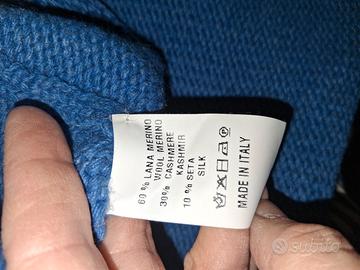 60 % LANA MERINO
WOOL MERINO
30% CASHMERE
KASHMIR
10 % SETA
SILK
MADE IN ITALY
subito